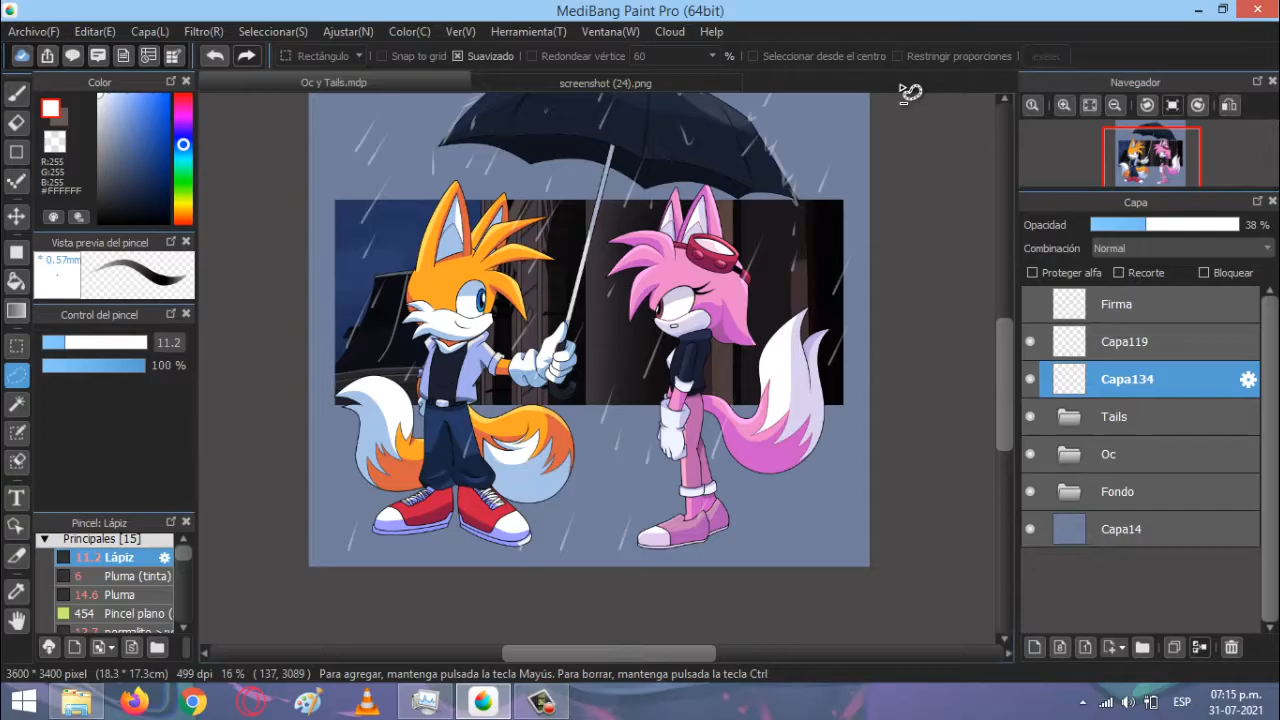 MediBang Paint Pro (64bit)
Archivo(F) Editar(E) Capa(L) Filtro(R) Seleccionar(S) Ajustar(N) Color(C) Ver(V) Herramienta(T) Ventana(W) Cloud Help
Rectángulo Snap to grid Suavizado Redondear vértice 60 % Seleccionar desde el centro Restringir proporciones
Color
Oc y Tails.mdp
screenshot (24).png
Navegador
R:255
G:255
B:255
#FFFFFF
Vista previa del pincel
* 0.57mm
Control del pincel
11.2
100 %
Pincel: Lápiz
Principales [15]
11.2 Lápiz
6 Pluma (tinta)
14.6 Pluma
454 Pincel plano (
Capa
Opacidad 38 %
Combinación Normal
Proteger alfa Recorte Bloquear
Firma
Capa119
Capa134
Tails
Oc
Fondo
Capa14
3600 * 3400 pixel (18.3 * 17.3cm) 499 dpi 16 % ( 137, 3089 ) Para agregar, mantenga pulsada la tecla Mayús. Para borrar, mantenga pulsada la tecla Ctrl
ESP
07:15 p.m.
31-07-2021